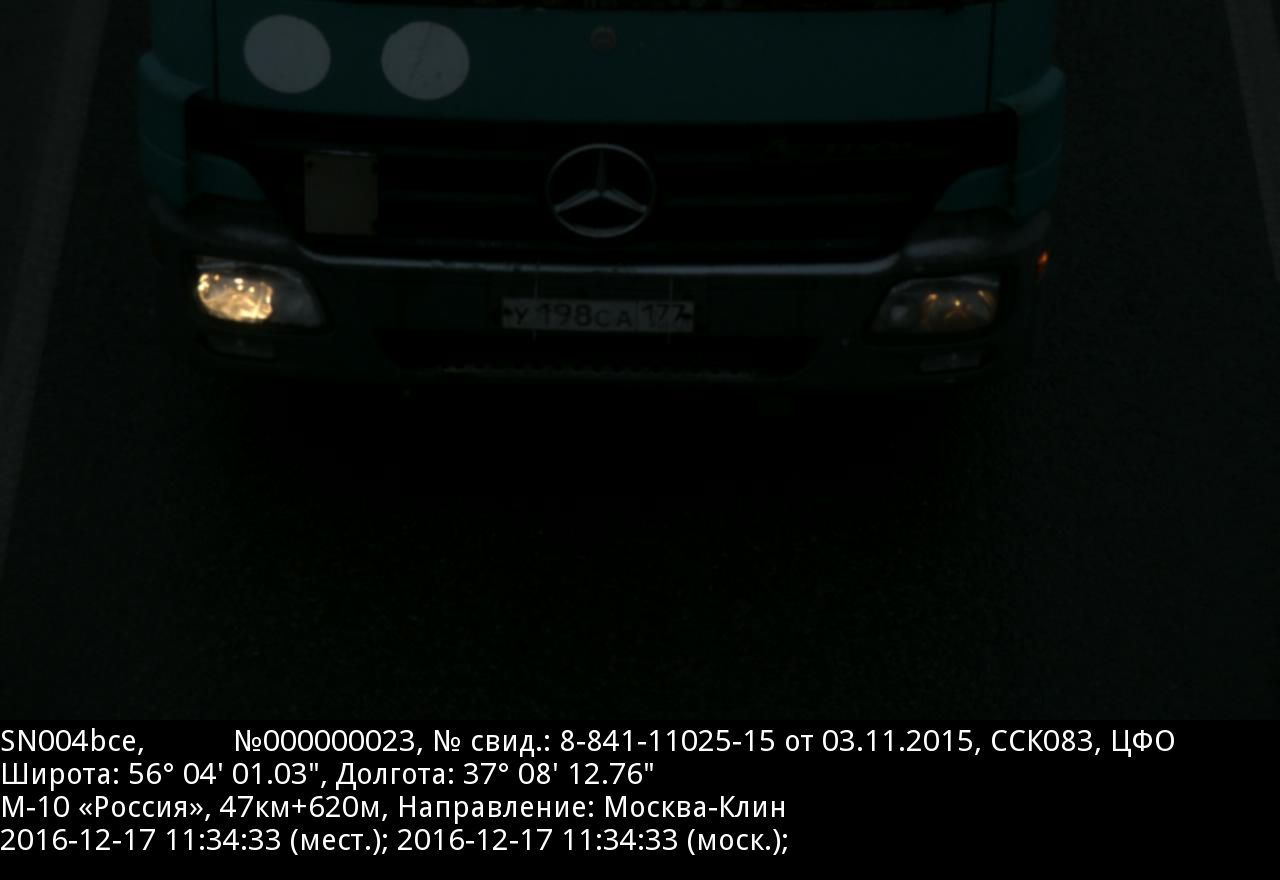 У198СА 177
SN004bce, №000000023, № свид.: 8-841-11025-15 от 03.11.2015, ССК083, ЦФО
Широта: 56° 04' 01.03", Долгота: 37° 08' 12.76"
М-10 «Россия», 47км+620м, Направление: Москва-Клин
2016-12-17 11:34:33 (мест.); 2016-12-17 11:34:33 (моск.);